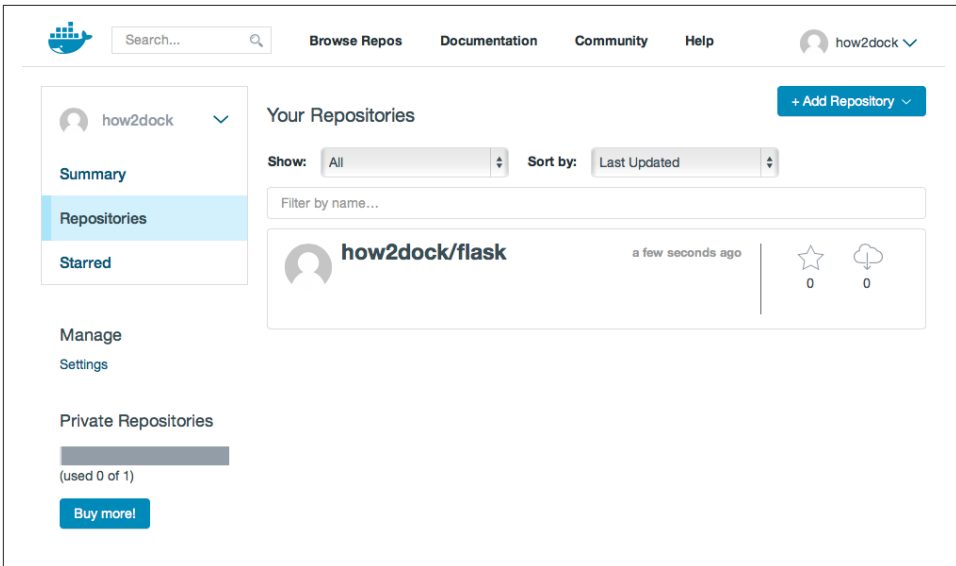 Search...
Browse Repos
Documentation
Community
Help
how2dock
how2dock
Summary
Repositories
Starred
Manage
Settings
Private Repositories
(used 0 of 1)
Buy more!
Your Repositories
+ Add Repository
Show: All Sort by: Last Updated
Filter by name...
how2dock/flask
a few seconds ago
0 0